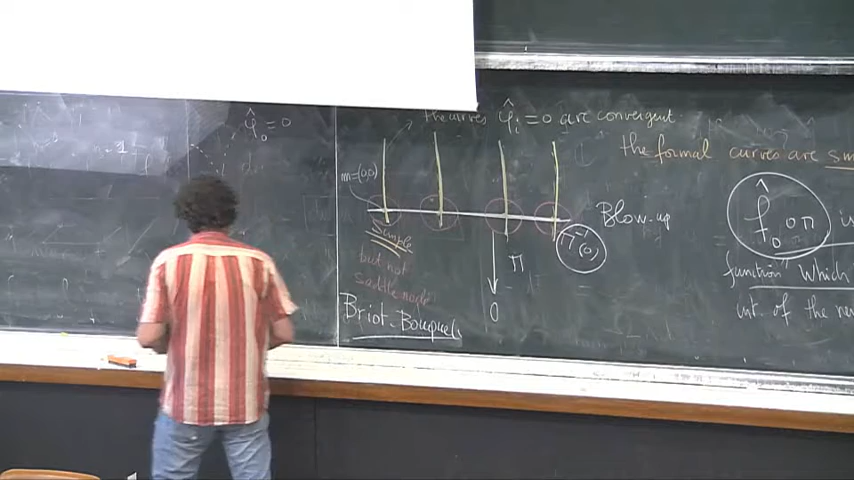 φ̂₀ = 0
the curves φ̂ᵢ = 0 are convergent
the formal curves are
m = (0,0)
Simple
but not
saddle node
Briot-Bouquet
Π
0
Blow-up
Π⁻¹(0)
f̂₀ on
function which
int. of the